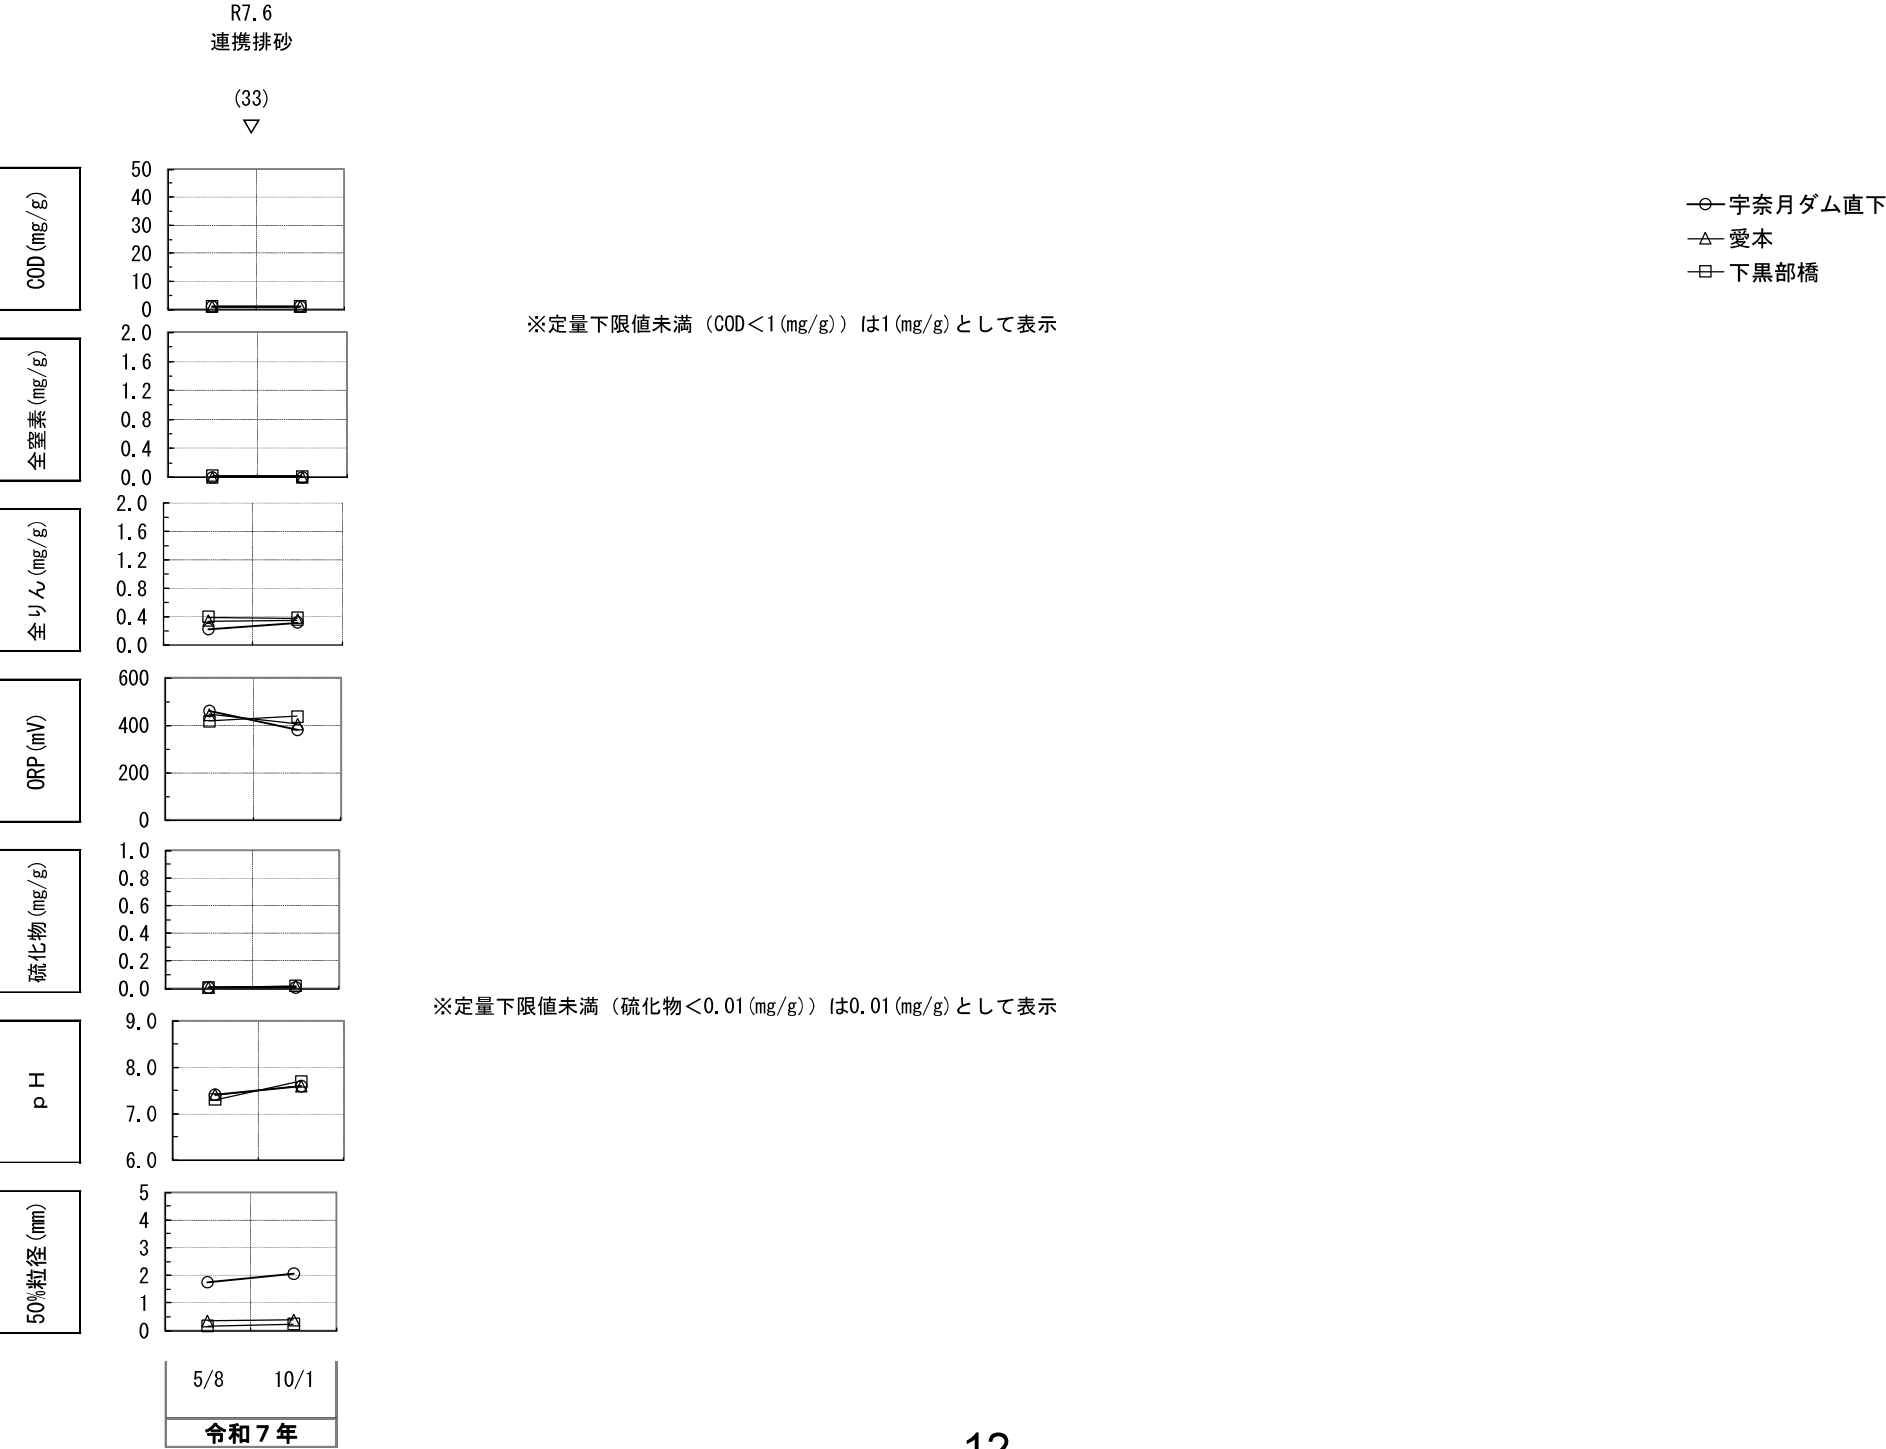 R7.6
連携排砂
(33)
▽
COD(mg/g)
50
40
30
20
10
0
宇奈月ダム直下
愛本
下黒部橋
※定量下限値未満（COD＜1(mg/g)）は1(mg/g)として表示
全窒素(mg/g)
2.0
1.6
1.2
0.8
0.4
0.0
全りん(mg/g)
2.0
1.6
1.2
0.8
0.4
0.0
ORP(mV)
600
400
200
0
硫化物(mg/g)
1.0
0.8
0.6
0.4
0.2
0.0
※定量下限値未満（硫化物＜0.01(mg/g)）は0.01(mg/g)として表示
ｐＨ
9.0
8.0
7.0
6.0
50%粒径(mm)
5
4
3
2
1
0
5/8 10/1
令和７年
12